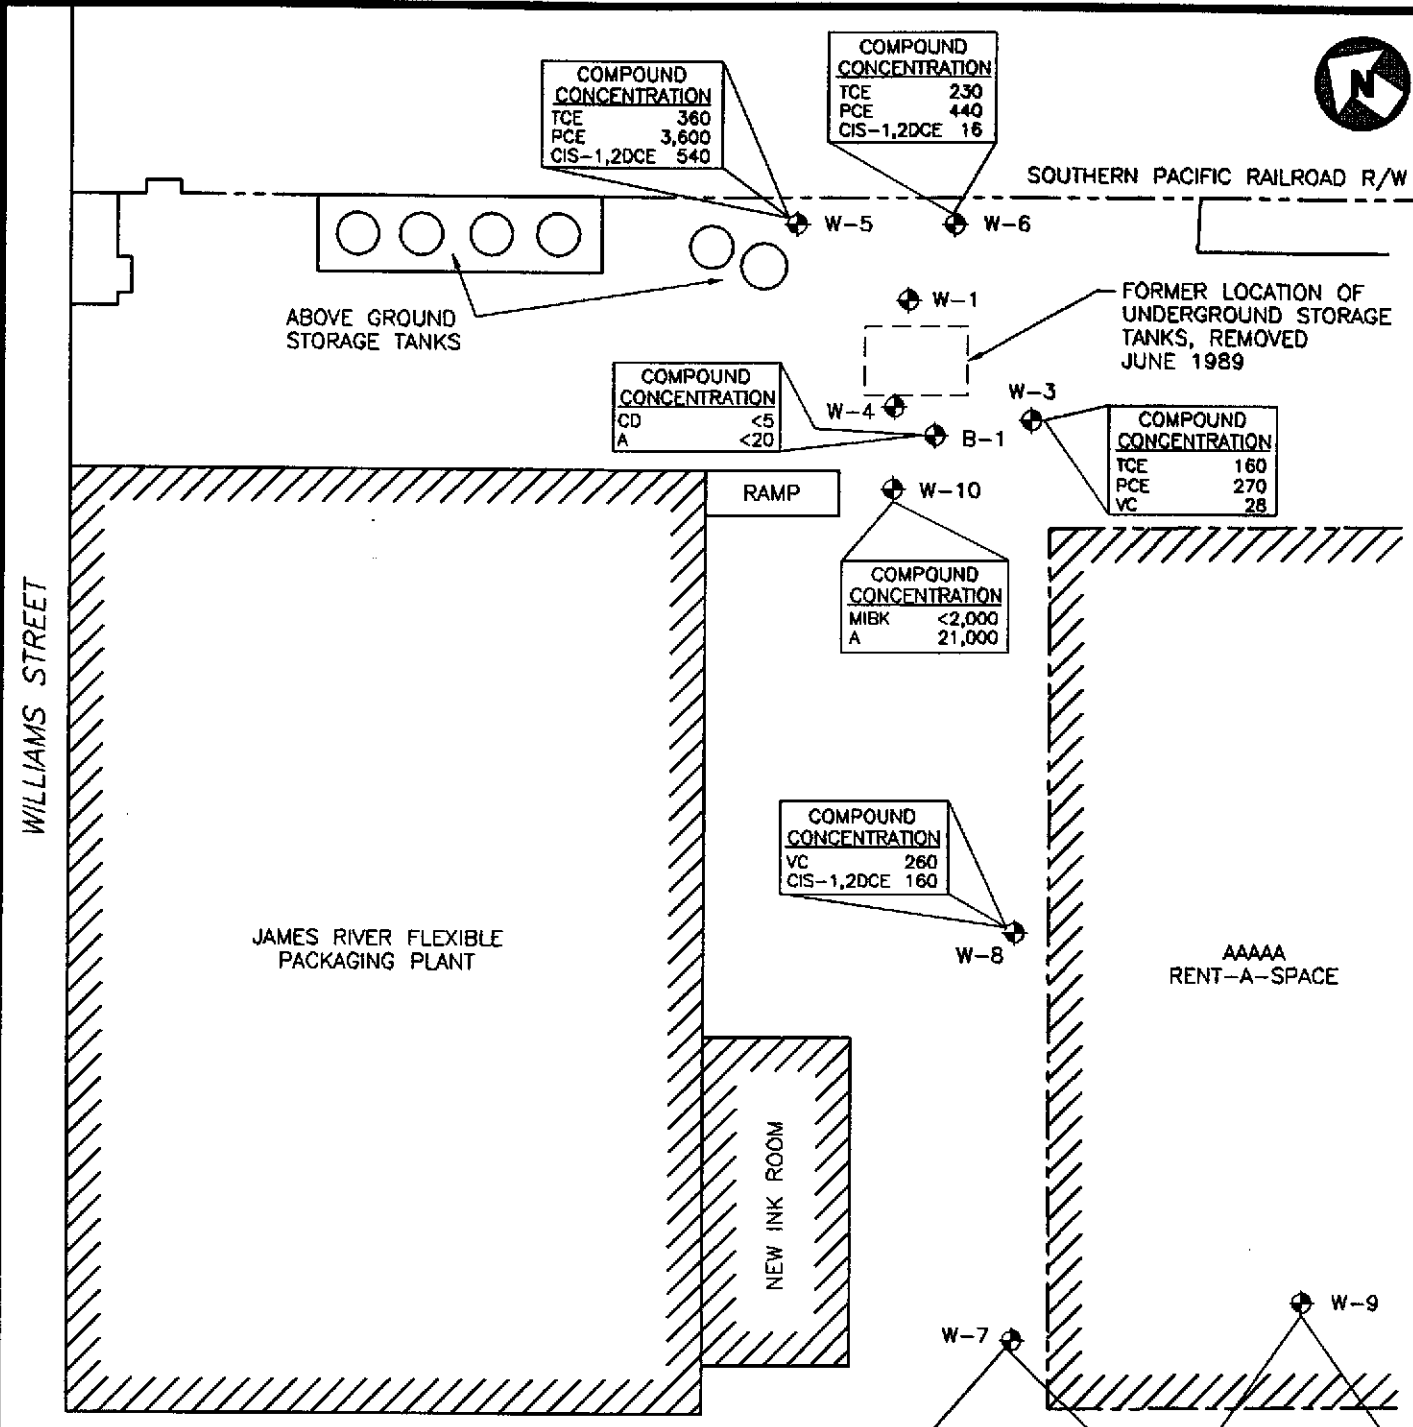 COMPOUND
CONCENTRATION
TCE 360
PCE 3,600
CIS-1,2DCE 540
COMPOUND
CONCENTRATION
TCE 230
PCE 440
CIS-1,2DCE 16
N
SOUTHERN PACIFIC RAILROAD R/W
W-5
W-6
ABOVE GROUND
STORAGE TANKS
W-1
FORMER LOCATION OF
UNDERGROUND STORAGE
TANKS, REMOVED
JUNE 1989
COMPOUND
CONCENTRATION
CD <5
A <20
W-4
B-1
W-3
COMPOUND
CONCENTRATION
TCE 160
PCE 270
VC 28
RAMP
W-10
COMPOUND
CONCENTRATION
MIBK <2,000
A 21,000
WILLIAMS STREET
COMPOUND
CONCENTRATION
VC 260
CIS-1,2DCE 160
W-8
JAMES RIVER FLEXIBLE
PACKAGING PLANT
AAAAA
RENT-A-SPACE
NEW INK ROOM
W-7
W-9